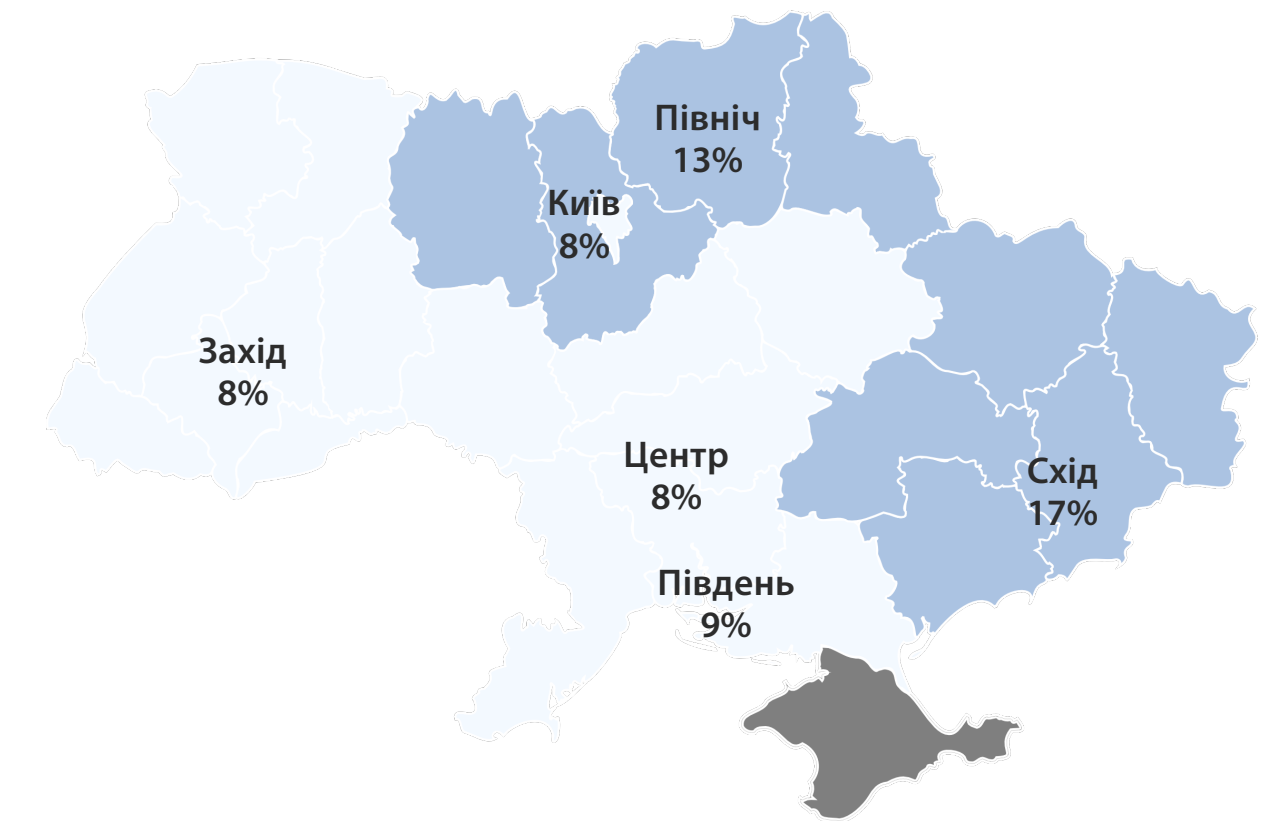 Північ
13%
Київ
8%
Захід
8%
Центр
8%
Схід
17%
Південь
9%